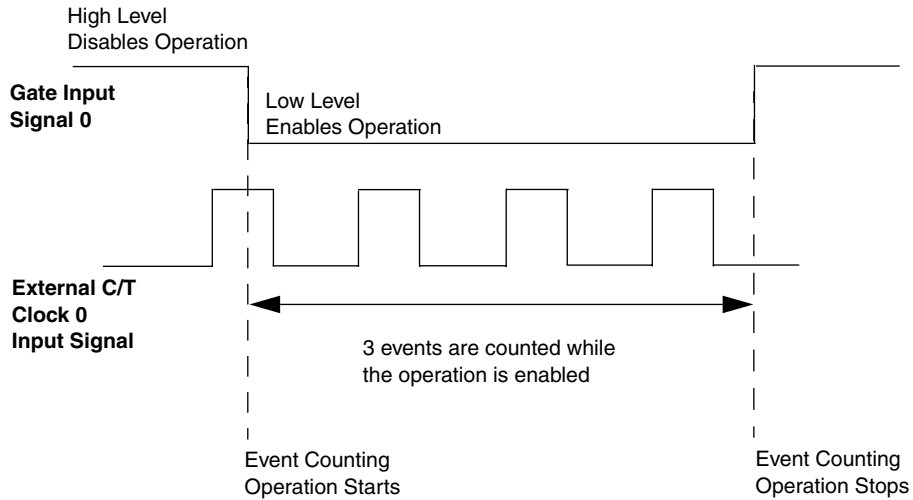 High Level
Disables Operation
Gate Input
Signal 0
Low Level
Enables Operation
External C/T
Clock 0
Input Signal
3 events are counted while
the operation is enabled
Event Counting
Operation Starts
Event Counting
Operation Stops